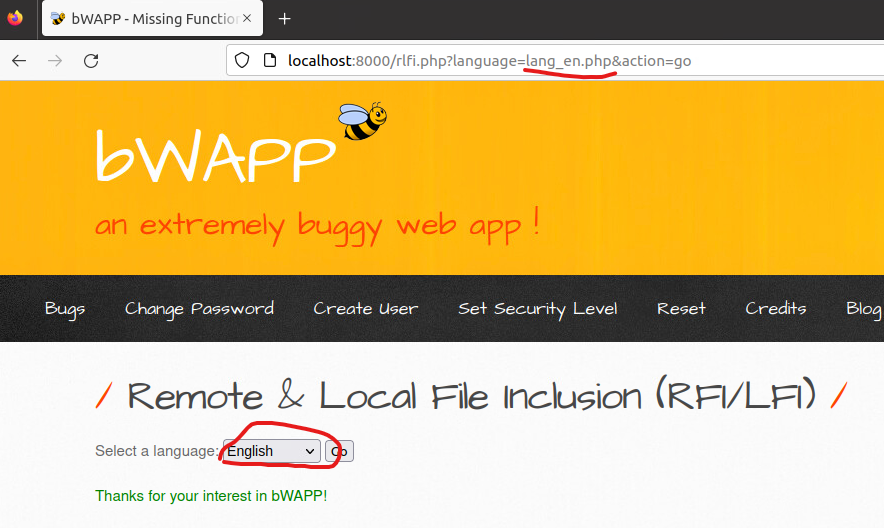 bWAPP - Missing Functio
localhost:8000/rlfi.php?language=lang_en.php&action=go
bWAPP
an extremely buggy web app !
Bugs Change Password Create User Set Security Level Reset Credits Blog
/ Remote & Local File Inclusion (RFI/LFI) /
Select a language: English Go
Thanks for your interest in bWAPP!